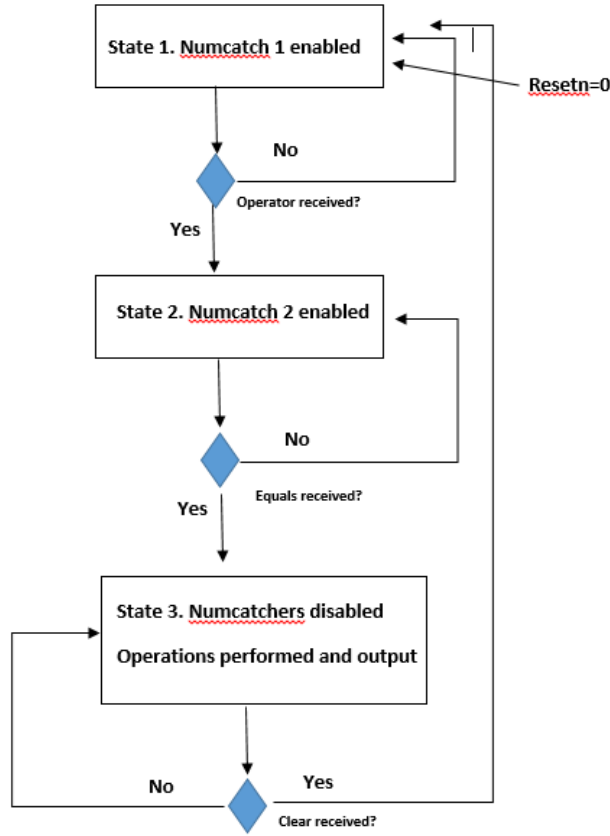 State 1. Numcatch 1 enabled
Resetn=0
No
Operator received?
Yes
State 2. Numcatch 2 enabled
No
Equals received?
Yes
State 3. Numcatchers disabled
Operations performed and output
No
Yes
Clear received?